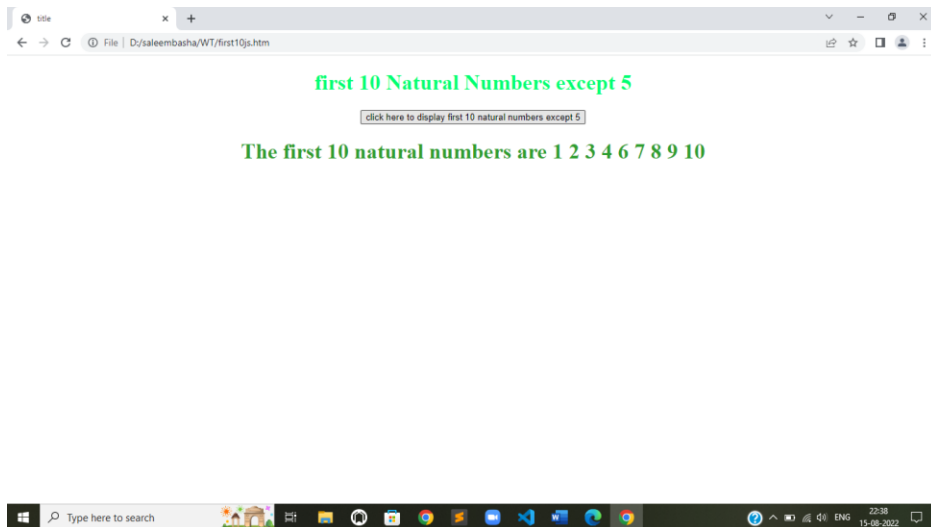 title
File D:/saleembasha/WT/first10js.htm
first 10 Natural Numbers except 5
click here to display first 10 natural numbers except 5
The first 10 natural numbers are 1 2 3 4 6 7 8 9 10
Type here to search
ENG
22:38
15-08-2022